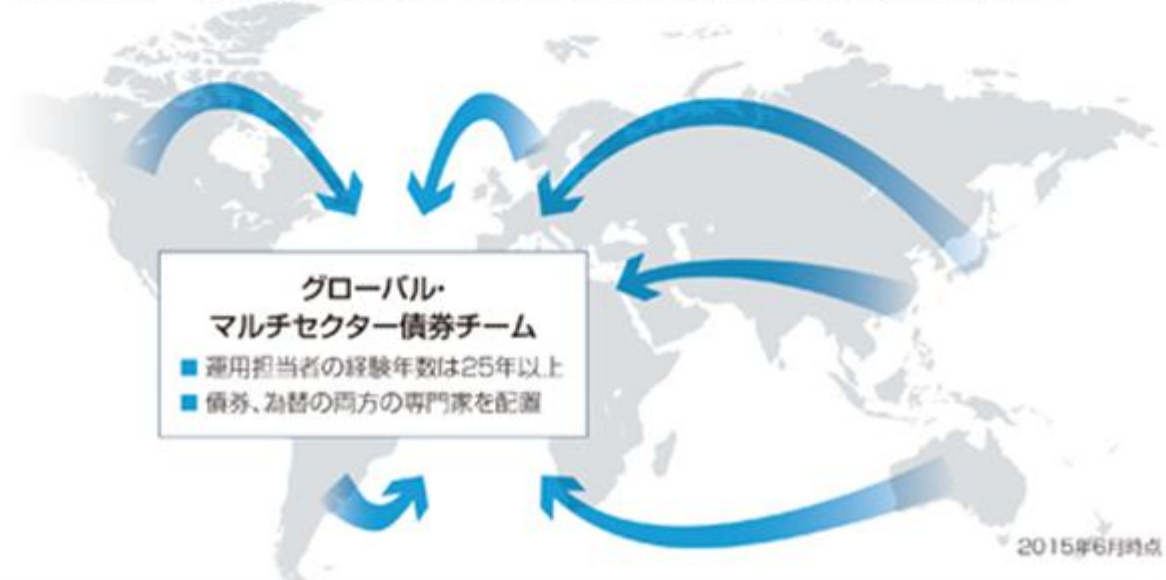 グローバル・
マルチセクター債券チーム
■ 運用担当者の経験年数は25年以上
■ 債券、為替の両方の専門家を配置
2015年6月時点